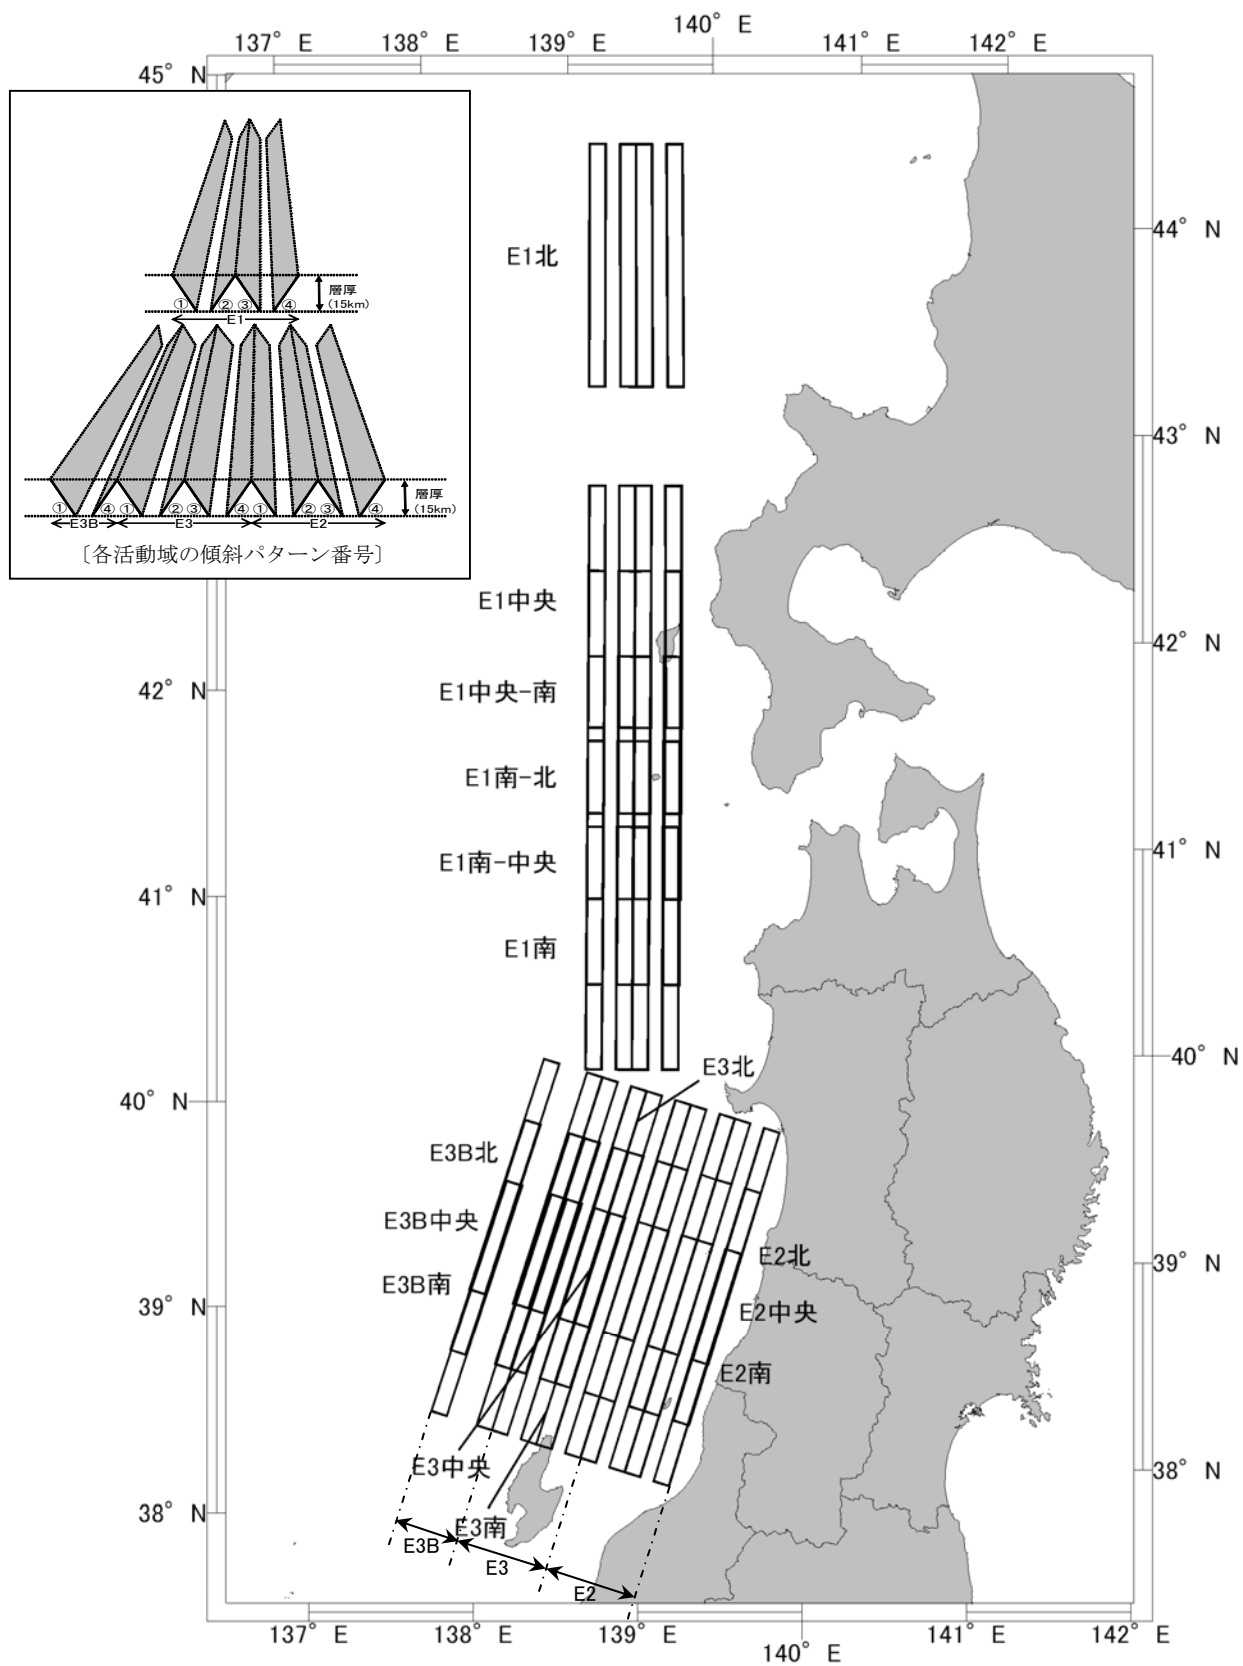 140° E
137° E 138° E 139° E 141° E 142° E
45° N
層厚
(15km)
① ② ③ ④
E1
44° N
E1北
43° N
層厚
(15km)
① ④ ① ② ③ ④ ① ② ③ ④
E3B E3 E2
〔各活動域の傾斜パターン番号〕
E1中央
42° N
42° N
E1中央-南
E1南-北
41° N
E1南-中央
41° N
E1南
40° N
E3北
40° N
E3B北
E3B中央
E2北
39° N
E3B南
39° N
E2中央
E2南
E3中央
38° N
38° N
E3南
E3B
E3
E2
137° E 138° E 139° E 140° E 141° E 142° E